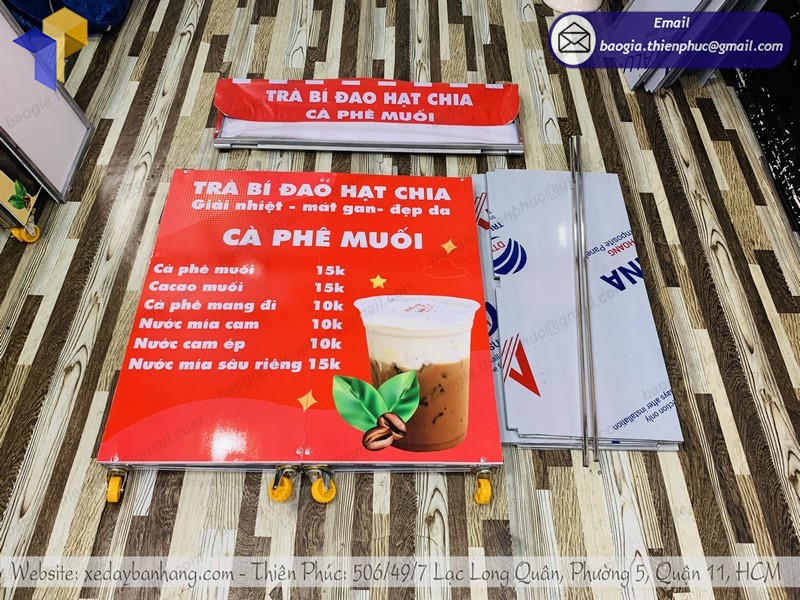 Email
baogia.thienphuc@gmail.com
TRÀ BÍ ĐAO HẠT CHIA
CÀ PHÊ MUỐI
TRÀ BÍ ĐAO HẠT CHIA
Giải nhiệt - mát gan- đẹp da
CÀ PHÊ MUỐI
Cà phê muối 15k
Cacao muối 15k
Cà phê mang đi 10k
Nước mía cam 10k
Nước cam ép 10k
Nước mía sầu riêng 15k
Website: xedaybanhang.com - Thiên Phúc: 506/49/7 Lạc Long Quân, Phường 5, Quận 11, HCM